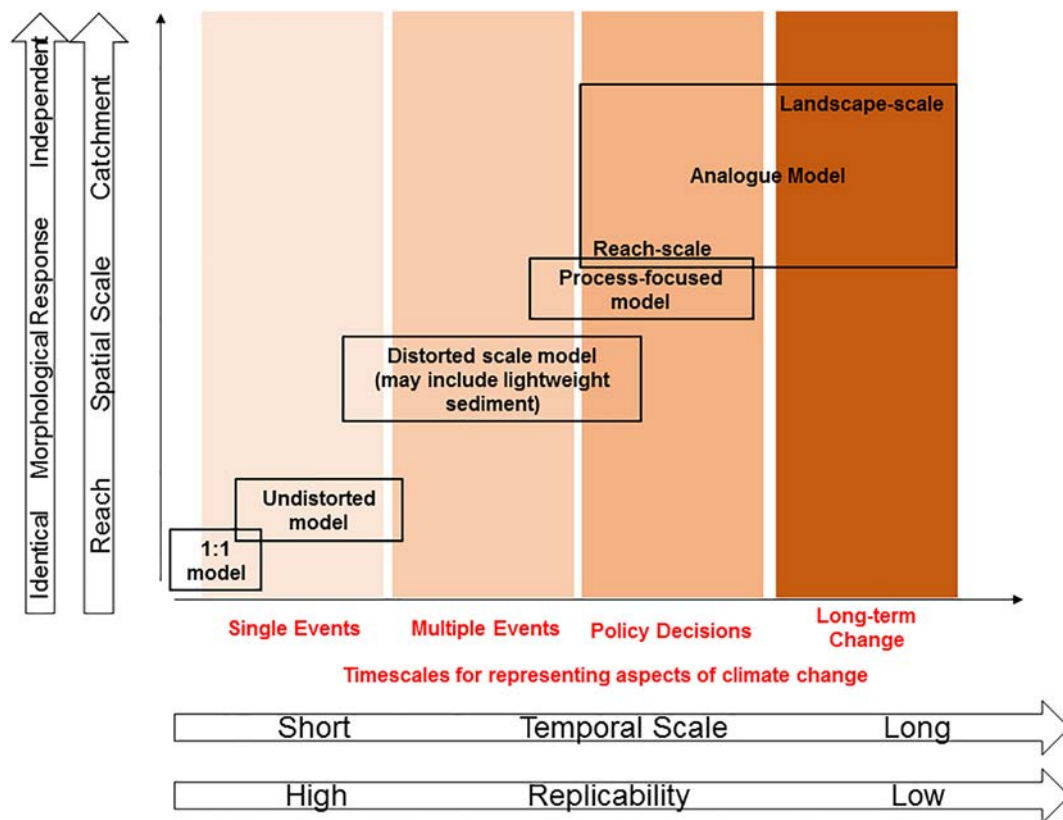 Independent
Morphological Response
Identical
Catchment
Spatial Scale
Reach
Landscape-scale
Analogue Model
Reach-scale
Process-focused
model
Distorted scale model
(may include lightweight
sediment)
Undistorted
model
1:1
model
Single Events
Multiple Events
Policy Decisions
Long-term
Change
Timescales for representing aspects of climate change
Short Temporal Scale Long
High Replicability Low